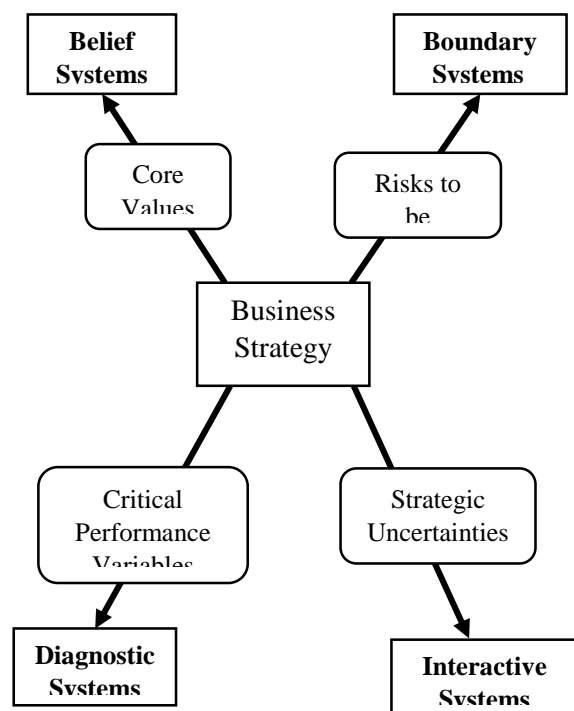 Belief
Systems
Boundary
Systems
Core
Values
Risks to
be
Business
Strategy
Critical
Performance
Variables
Strategic
Uncertainties
Diagnostic
Systems
Interactive
Systems